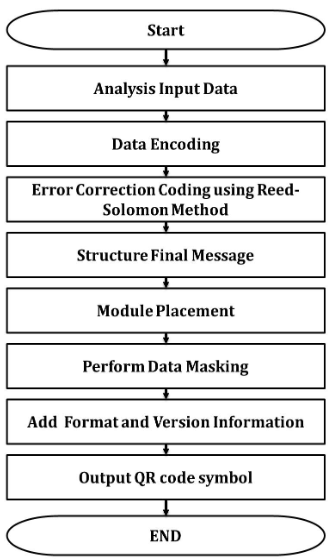 Start
Analysis Input Data
Data Encoding
Error Correction Coding using Reed-
Solomon Method
Structure Final Message
Module Placement
Perform Data Masking
Add Format and Version Information
Output QR code symbol
END